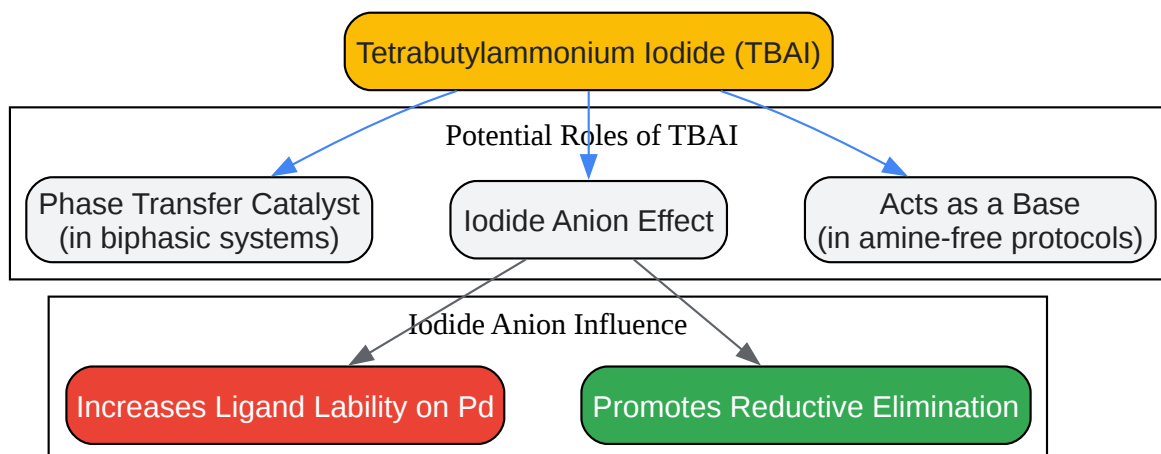 Tetrabutylammonium Iodide (TBAI)
Potential Roles of TBAI
Phase Transfer Catalyst
(in biphasic systems)
Iodide Anion Effect
Acts as a Base
(in amine-free protocols)
Iodide Anion Influence
Increases Ligand Lability on Pd
Promotes Reductive Elimination